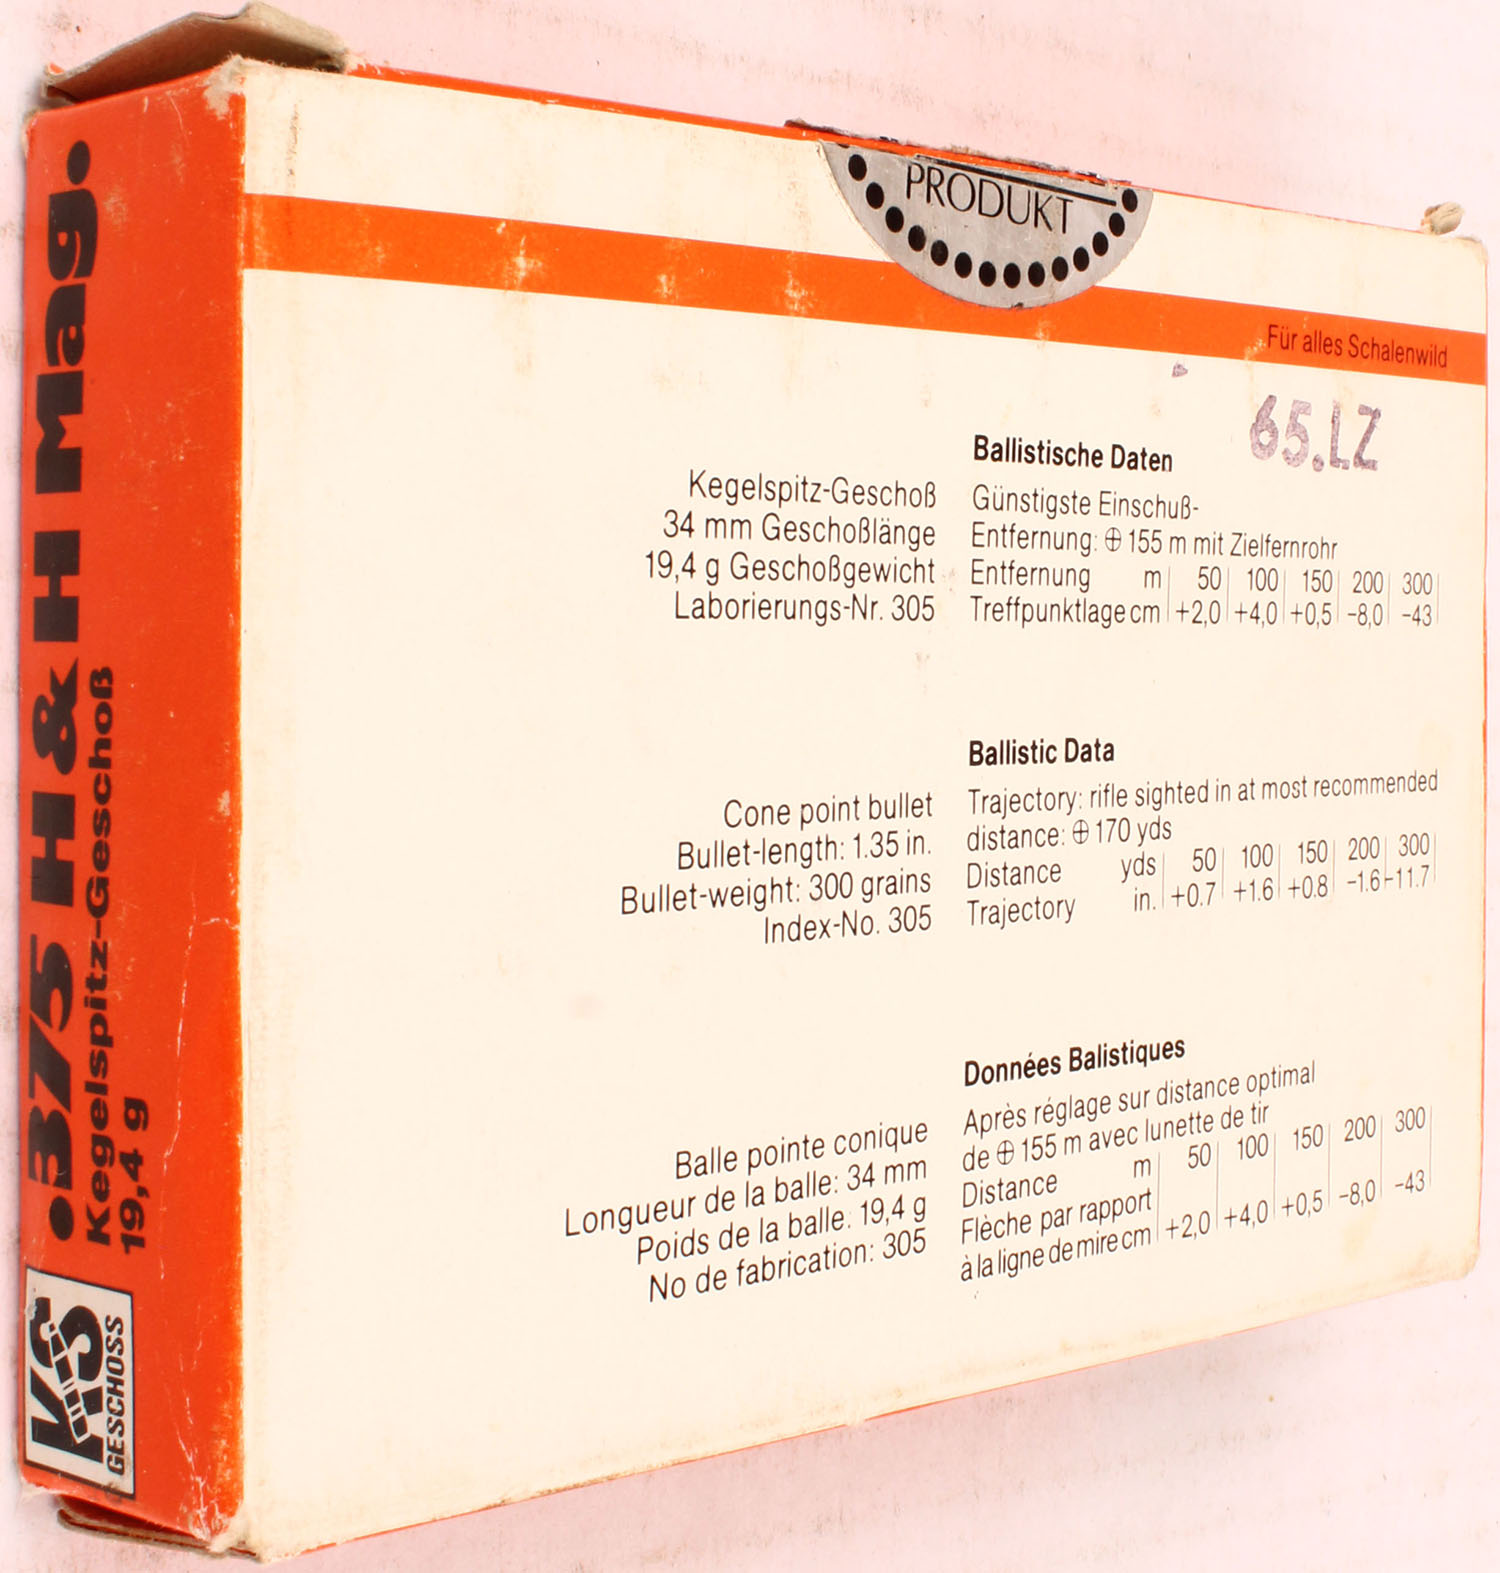 .375 H & H Mag.
Kegelspitz-Geschoß
19,4 g
KS
GESCHOSS
PRODUKT
Für alles Schalenwild
65.LZ
Kegelspitz-Geschoß
34 mm Geschoßlänge
19,4 g Geschoßgewicht
Laborierungs-Nr. 305
Ballistische Daten
Günstigste Einschuß-
Entfernung: ⊕ 155 m mit Zielfernrohr
Entfernung m 50 100 150 200 300
Treffpunktlage cm +2,0 +4,0 +0,5 -8,0 -43
Cone point bullet
Bullet-length: 1.35 in.
Bullet-weight: 300 grains
Index-No. 305
Ballistic Data
Trajectory: rifle sighted in at most recommended
distance: ⊕ 170 yds
Distance yds 50 100 150 200 300
Trajectory in. +0.7 +1.6 +0.8 -1.6 -11.7
Balle pointe conique
Longueur de la balle: 34 mm
Poids de la balle: 19,4 g
No de fabrication: 305
Données Balistiques
Après réglage sur distance optimal
de ⊕ 155 m avec lunette de tir
Distance m 50 100 150 200 300
Flèche par rapport
à la ligne de mire cm +2,0 +4,0 +0,5 -8,0 -43